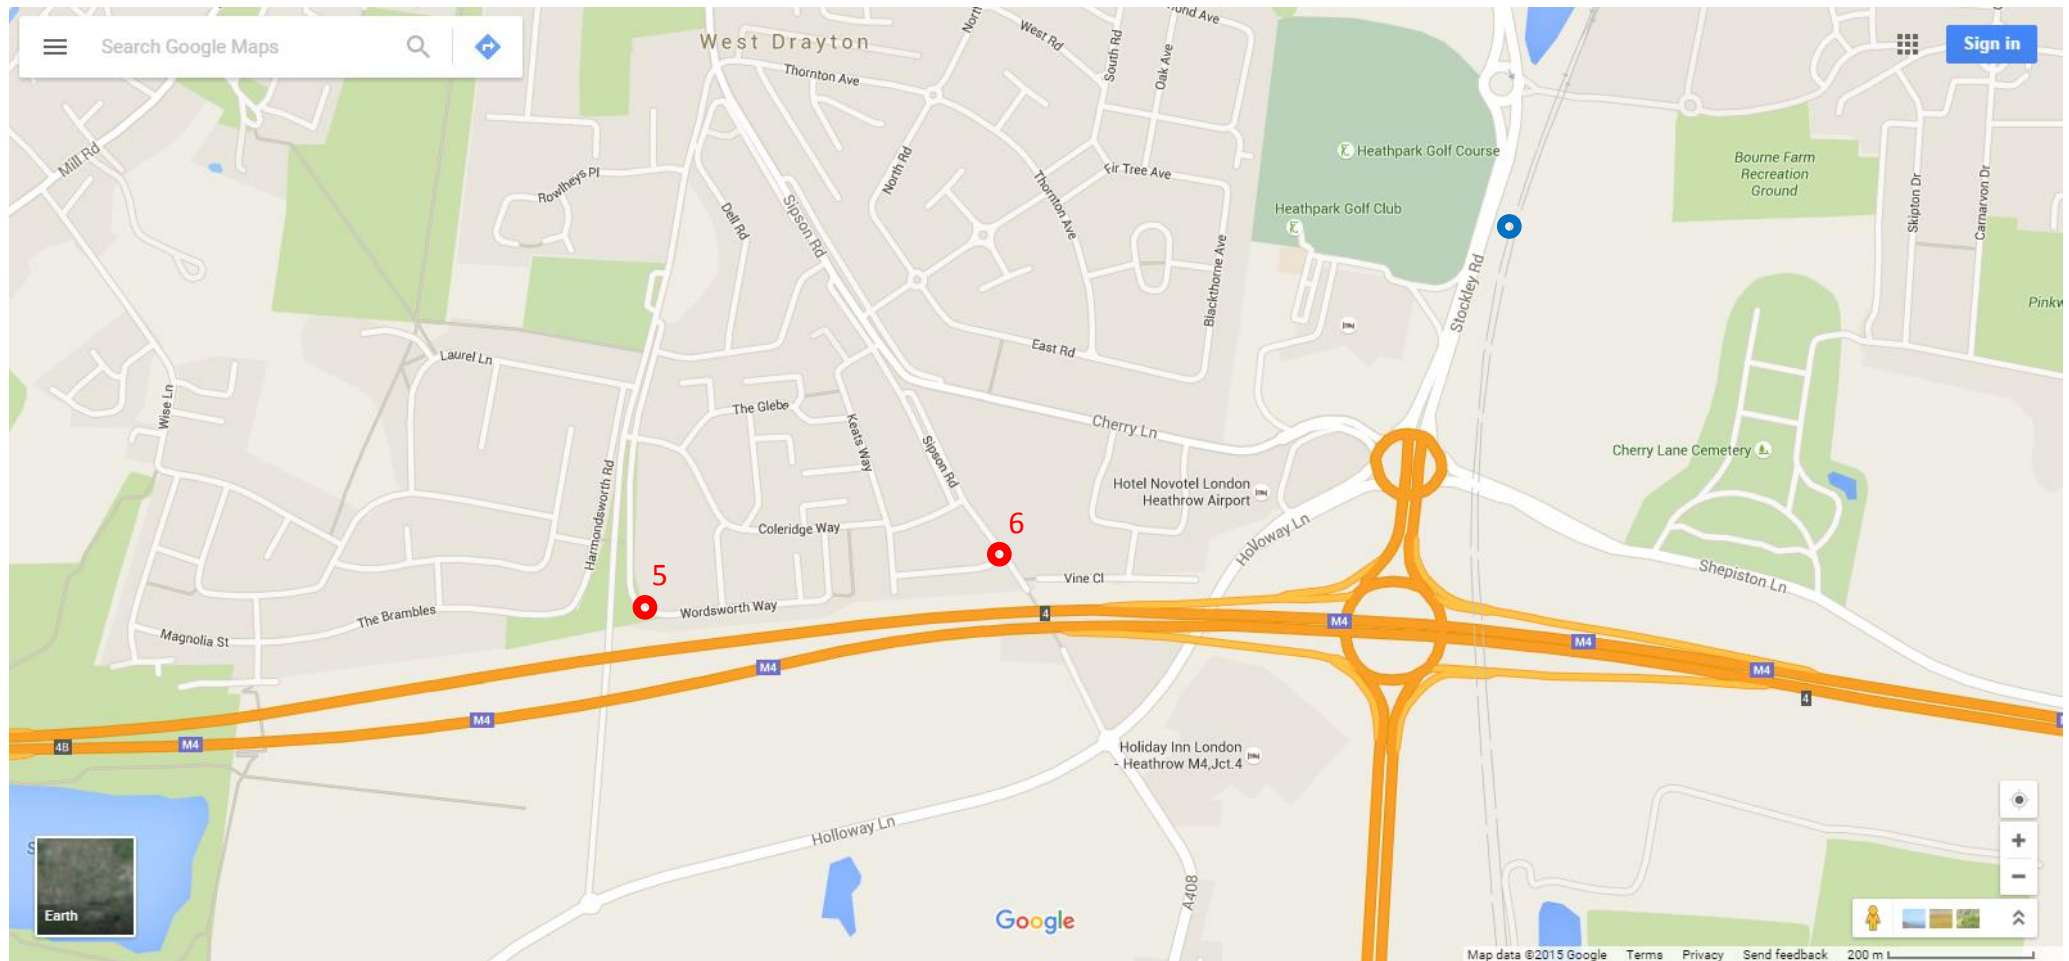 Search Google Maps
Sign in
West Drayton
North
West Rd
South Rd
Oak Ave
ond Ave
Thornton Ave
Mill Rd
Rowlheys Pl
Dell Rd
Sipson Rd
North Rd
Thornton Ave
Fir Tree Ave
Blackthorne Ave
East Rd
Heathpark Golf Course
Heathpark Golf Club
Stockley Rd
Bourne Farm
Recreation
Ground
Skipton Dr
Carnarvon Dr
Pinkw
Laurel Ln
Wise Ln
The Glebe
Keats Way
Sipson Rd
Cherry Ln
Cherry Lane Cemetery
Hotel Novotel London
Heathrow Airport
Harmondsworth Rd
Coleridge Way
6
Holloway Ln
Shepiston Ln
5
Vine Cl
Wordsworth Way
The Brambles
Magnolia St
4
M4
M4
M4
M4
4
M4
M4
4B
Holiday Inn London
- Heathrow M4,Jct.4
Holloway Ln
A408
Earth
Google
Map data ©2015 Google
Terms
Privacy
Send feedback
200 m